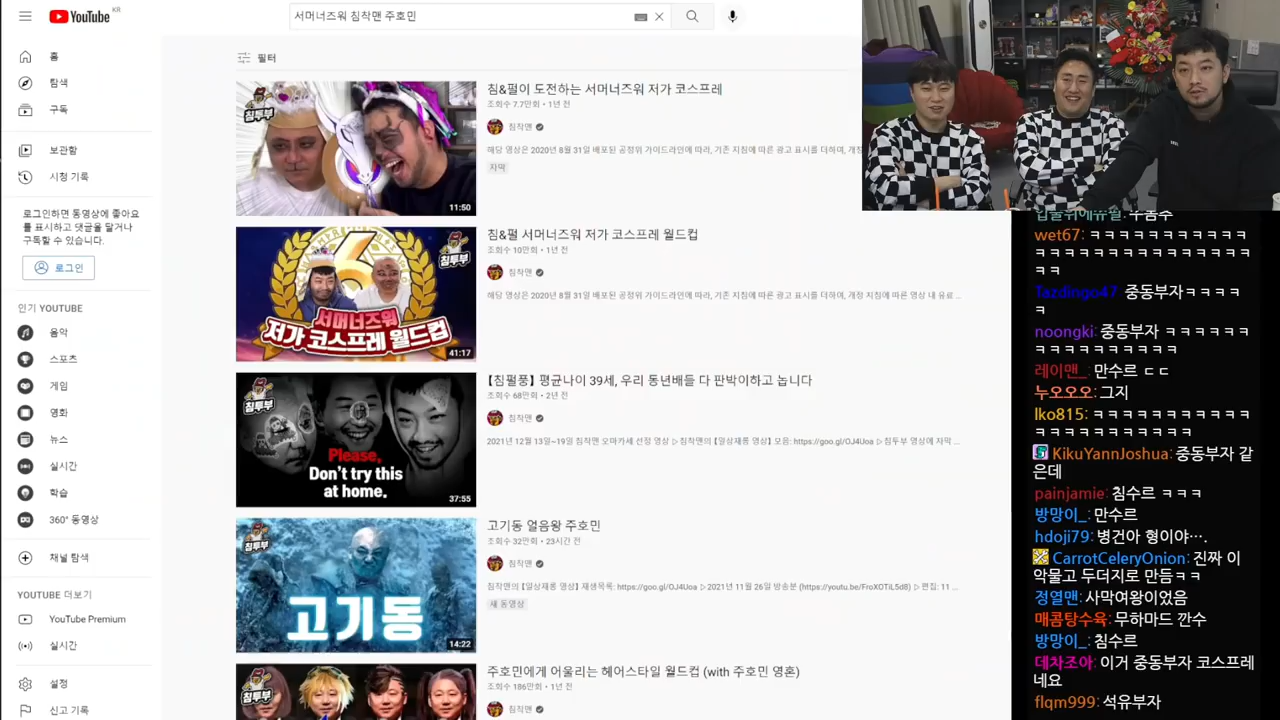 YouTube KR
서머너즈워 침착맨 주호민
홈
탐색
구독
보관함
시청 기록
로그인하면 동영상에 좋아요
를 표시하고 댓글을 달거나
구독할 수 있습니다.
로그인
인기 YOUTUBE
음악
스포츠
게임
영화
뉴스
실시간
학습
360° 동영상
채널 탐색
YOUTUBE 더보기
YouTube Premium
실시간
설정
신고 기록
필터
침투부
11:50
침&펄이 도전하는 서머너즈워 저가 코스프레
조회수 7.7만회 • 1년 전
침착맨
해당 영상은 2020년 8월 31일 배포된 공정위 가이드라인에 따라, 기존 지침에 따른 광고 표시를 더하여, 개정
자막
침투부
6
서머너즈워
저가 코스프레 월드컵
41:17
침&펄 서머너즈워 저가 코스프레 월드컵
조회수 10만회 • 1년 전
침착맨
해당 영상은 2020년 8월 31일 배포된 공정위 가이드라인에 따라, 기존 지침에 따른 광고 표시를 더하여, 개정 지침에 따른 영상 내 유료 ...
침투부
Please,
Don't try this
at home.
37:55
【침펄풍】 평균나이 39세, 우리 동년배들 다 판박이하고 놉니다
조회수 68만회 • 2년 전
침착맨
2021년 12월 13일~19일 침착맨 오마카세 선정 영상 ▷침착맨의 【일상재롱 영상】 모음: https://goo.gl/OJ4Uoa ▷침투부 영상에 자막 ...
침투부
고기동
14:22
고기동 얼음왕 주호민
조회수 32만회 • 23시간 전
침착맨
침착맨의 【일상재롱 영상】 재생목록: https://goo.gl/OJ4Uoa ▷2021년 11월 26일 방송분 (https://youtu.be/FroXOTiL5d8) ▷편집: 11 ...
새 동영상
침투부
주호민에게 어울리는 헤어스타일 월드컵 (with 주호민 영혼)
조회수 186만회 • 1년 전
침착맨
wet67: ㅋㅋㅋㅋㅋㅋㅋㅋㅋㅋㅋ
ㅋㅋㅋㅋㅋㅋㅋㅋㅋㅋㅋㅋㅋㅋㅋ
ㅋㅋ
Tazdingo47: 중동부자ㅋㅋㅋㅋ
ㅋ
noongki: 중동부자 ㅋㅋㅋㅋㅋㅋ
ㅋㅋㅋㅋㅋㅋㅋㅋㅋㅋ
레이맨_: 만수르 ㄷㄷ
누오오오: 그지
lko815: ㅋㅋㅋㅋㅋㅋㅋㅋㅋㅋㅋ
ㅋㅋㅋㅋㅋㅋㅋㅋㅋㅋㅋ
KikuYannJoshua: 중동부자 같
은데
painjamie: 침수르 ㅋㅋㅋ
방망이_: 만수르
hdoji79: 병건아 형이야….
CarrotCeleryOnion: 진짜 이
악물고 두더지로 만듬ㅋㅋ
정열맨: 사막여왕이었음
매콤탕수육: 무하마드 깐수
방망이_: 침수르
데차조아: 이거 중동부자 코스프레
네요
flqm999: 석유부자